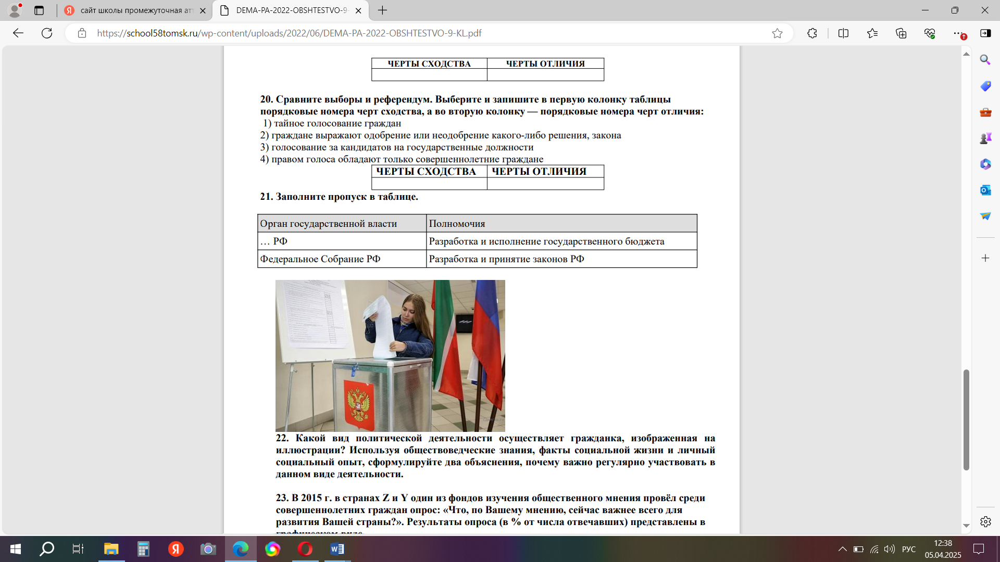 сайт школы промежуточная атт
DEMA-PA-2022-OBSHTESTVO-9-
https://school58tomsk.ru/wp-content/uploads/2022/06/DEMA-PA-2022-OBSHTESTVO-9-KL.pdf
ЧЕРТЫ СХОДСТВА ЧЕРТЫ ОТЛИЧИЯ
20. Сравните выборы и референдум. Выберите и запишите в первую колонку таблицы
порядковые номера черт сходства, а во вторую колонку — порядковые номера черт отличия:
1) тайное голосование граждан
2) граждане выражают одобрение или неодобрение какого-либо решения, закона
3) голосование за кандидатов на государственные должности
4) правом голоса обладают только совершеннолетние граждане
ЧЕРТЫ СХОДСТВА ЧЕРТЫ ОТЛИЧИЯ
21. Заполните пропуск в таблице.
Орган государственной власти Полномочия
… РФ Разработка и исполнение государственного бюджета
Федеральное Собрание РФ Разработка и принятие законов РФ
22. Какой вид политической деятельности осуществляет гражданка, изображенная на
иллюстрации? Используя обществоведческие знания, факты социальной жизни и личный
социальный опыт, сформулируйте два объяснения, почему важно регулярно участвовать в
данном виде деятельности.
23. В 2015 г. в странах Z и Y один из фондов изучения общественного мнения провёл среди
совершеннолетних граждан опрос: «Что, по Вашему мнению, сейчас важнее всего для
развития Вашей страны?». Результаты опроса (в % от числа отвечавших) представлены в
РУС
12:38
05.04.2025